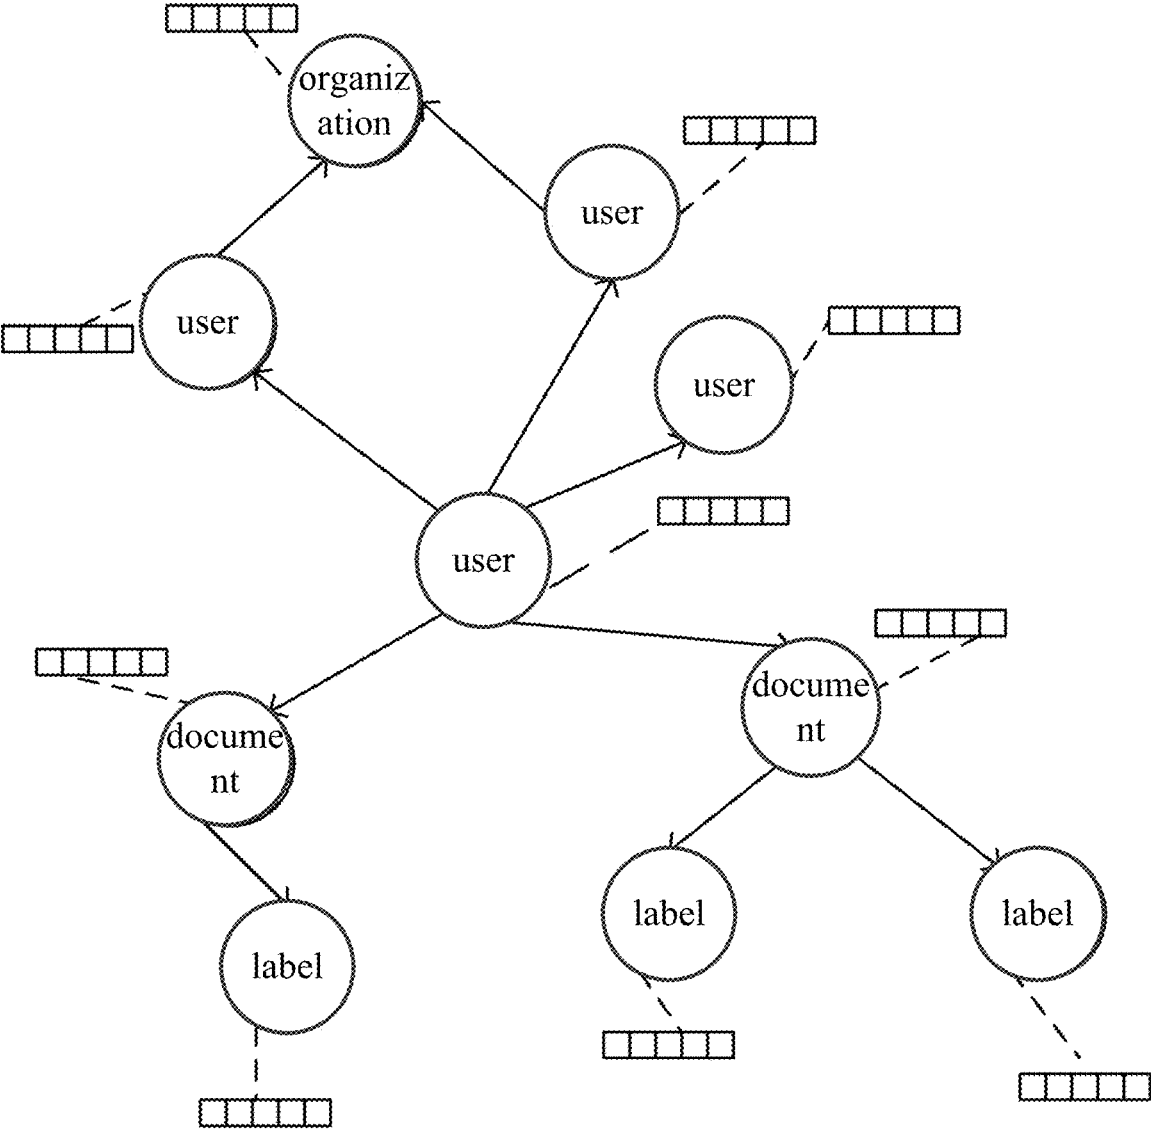 organiz
ation
user
user
user
user
docume
nt
docume
nt
label
label
label